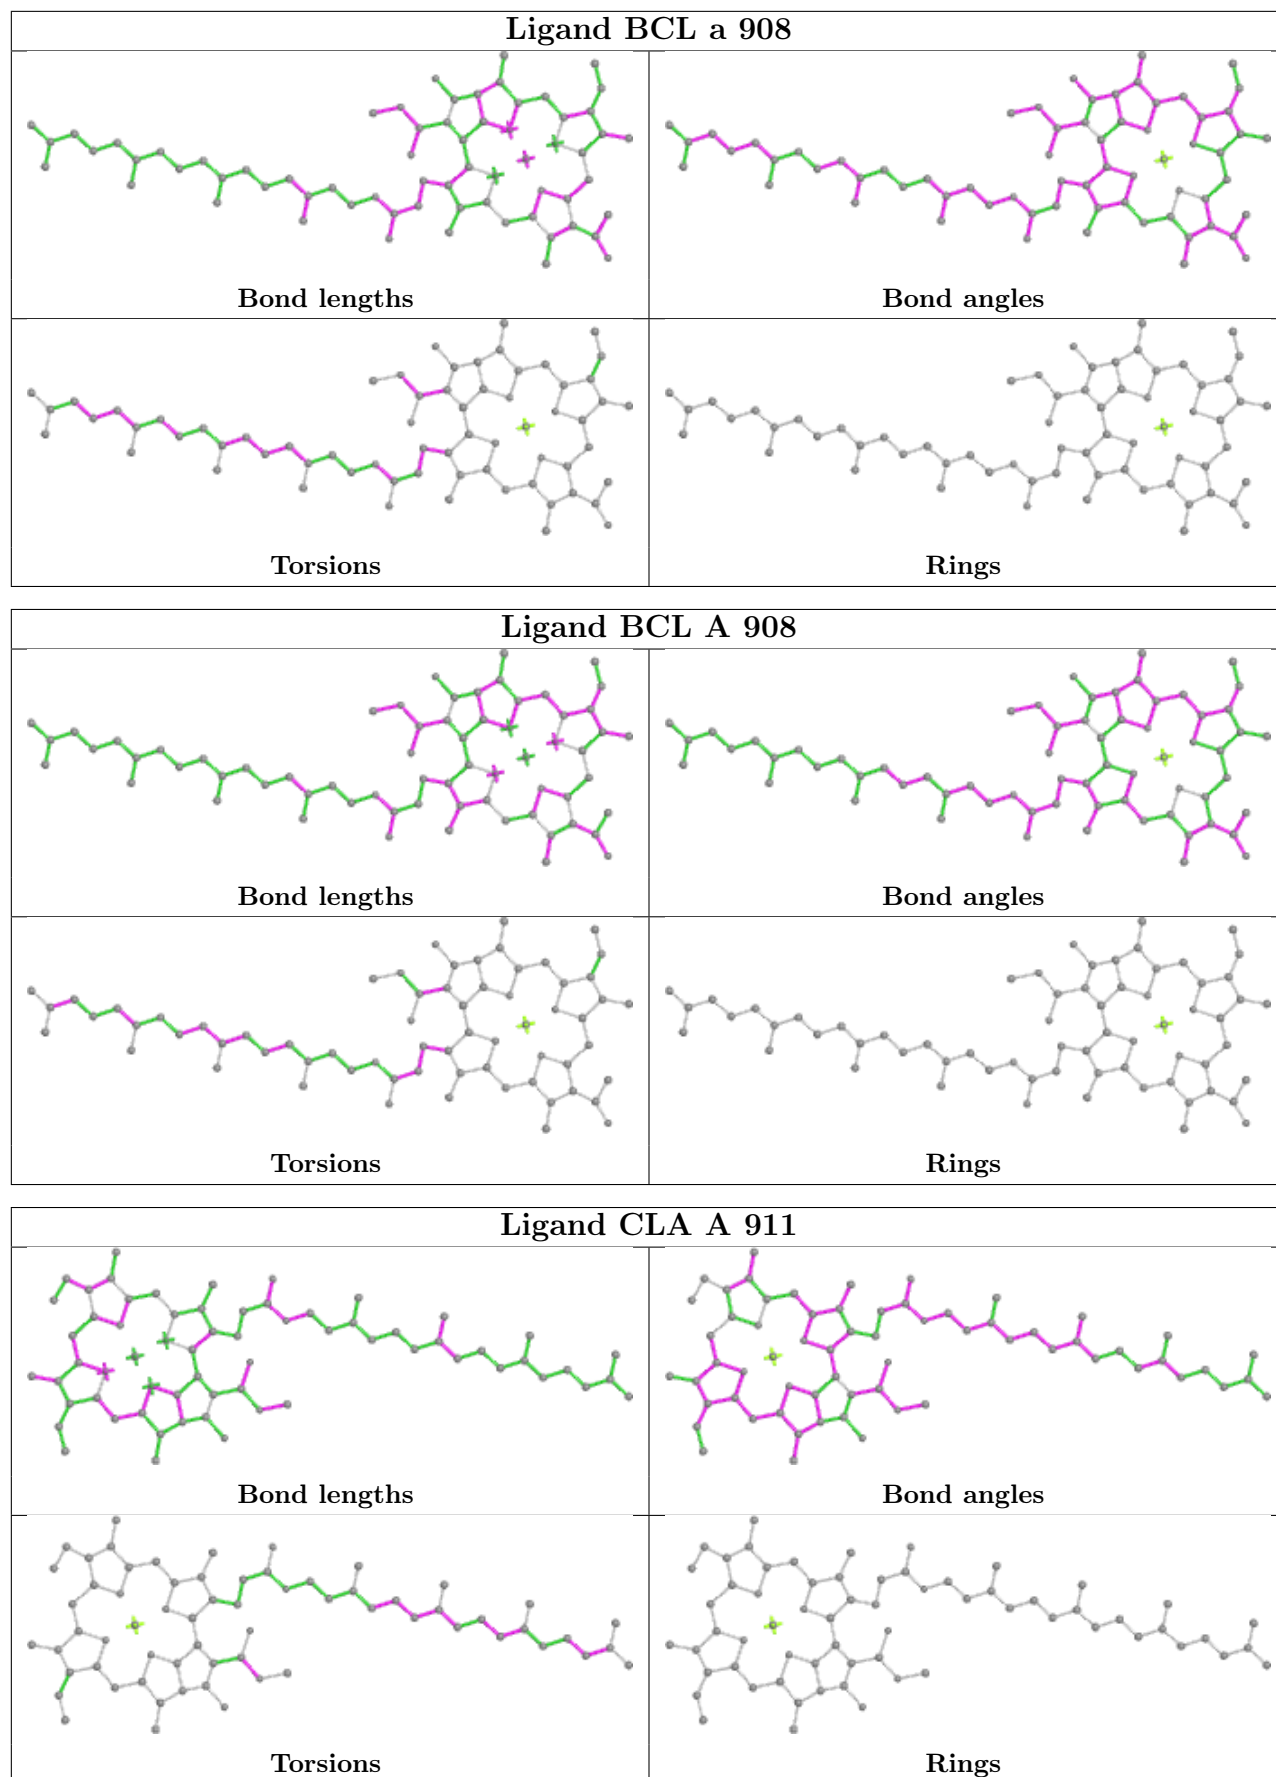 Ligand BCL a 908
Bond lengths
Bond angles
Torsions
Rings
Ligand BCL A 908
Bond lengths
Bond angles
Torsions
Rings
Ligand CLA A 911
Bond lengths
Bond angles
Torsions
Rings